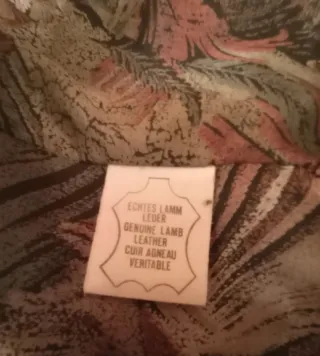 ECHTES LAMM
LEDER
GENUINE LAMB
LEATHER
CUIR AGNEAU
VERITABLE